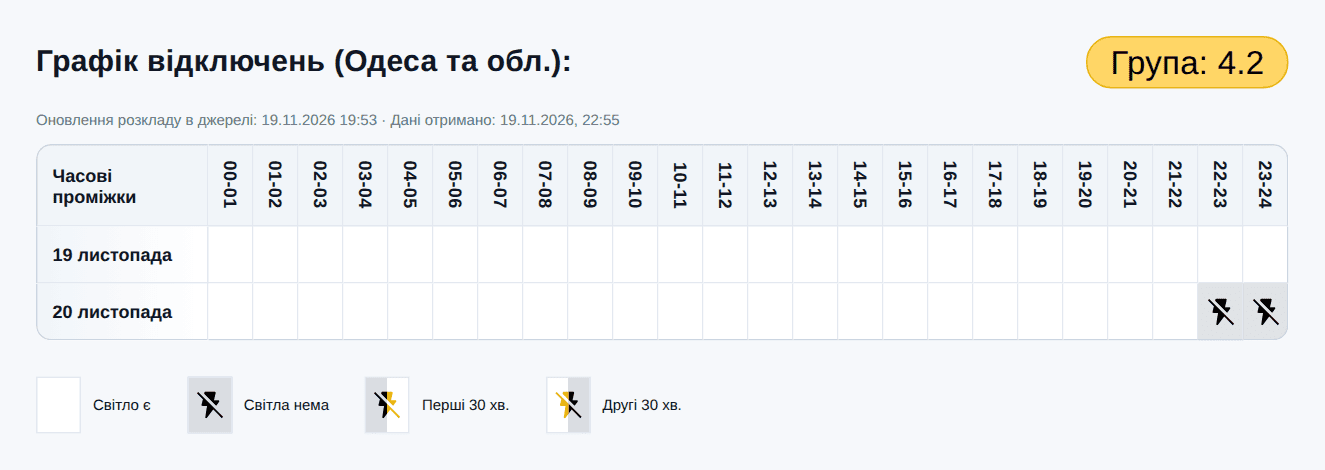 Графік відключень (Одеса та обл.):
Група: 4.2
Оновлення розкладу в джерелі: 19.11.2026 19:53 · Дані отримано: 19.11.2026, 22:55
Часові
проміжки
00-01 01-02 02-03 03-04 04-05 05-06 06-07 07-08 08-09 09-10 10-11 11-12 12-13 13-14 14-15 15-16 16-17 17-18 18-19 19-20 20-21 21-22 22-23 23-24
19 листопада
20 листопада
Світло є Світла нема Перші 30 хв. Другі 30 хв.